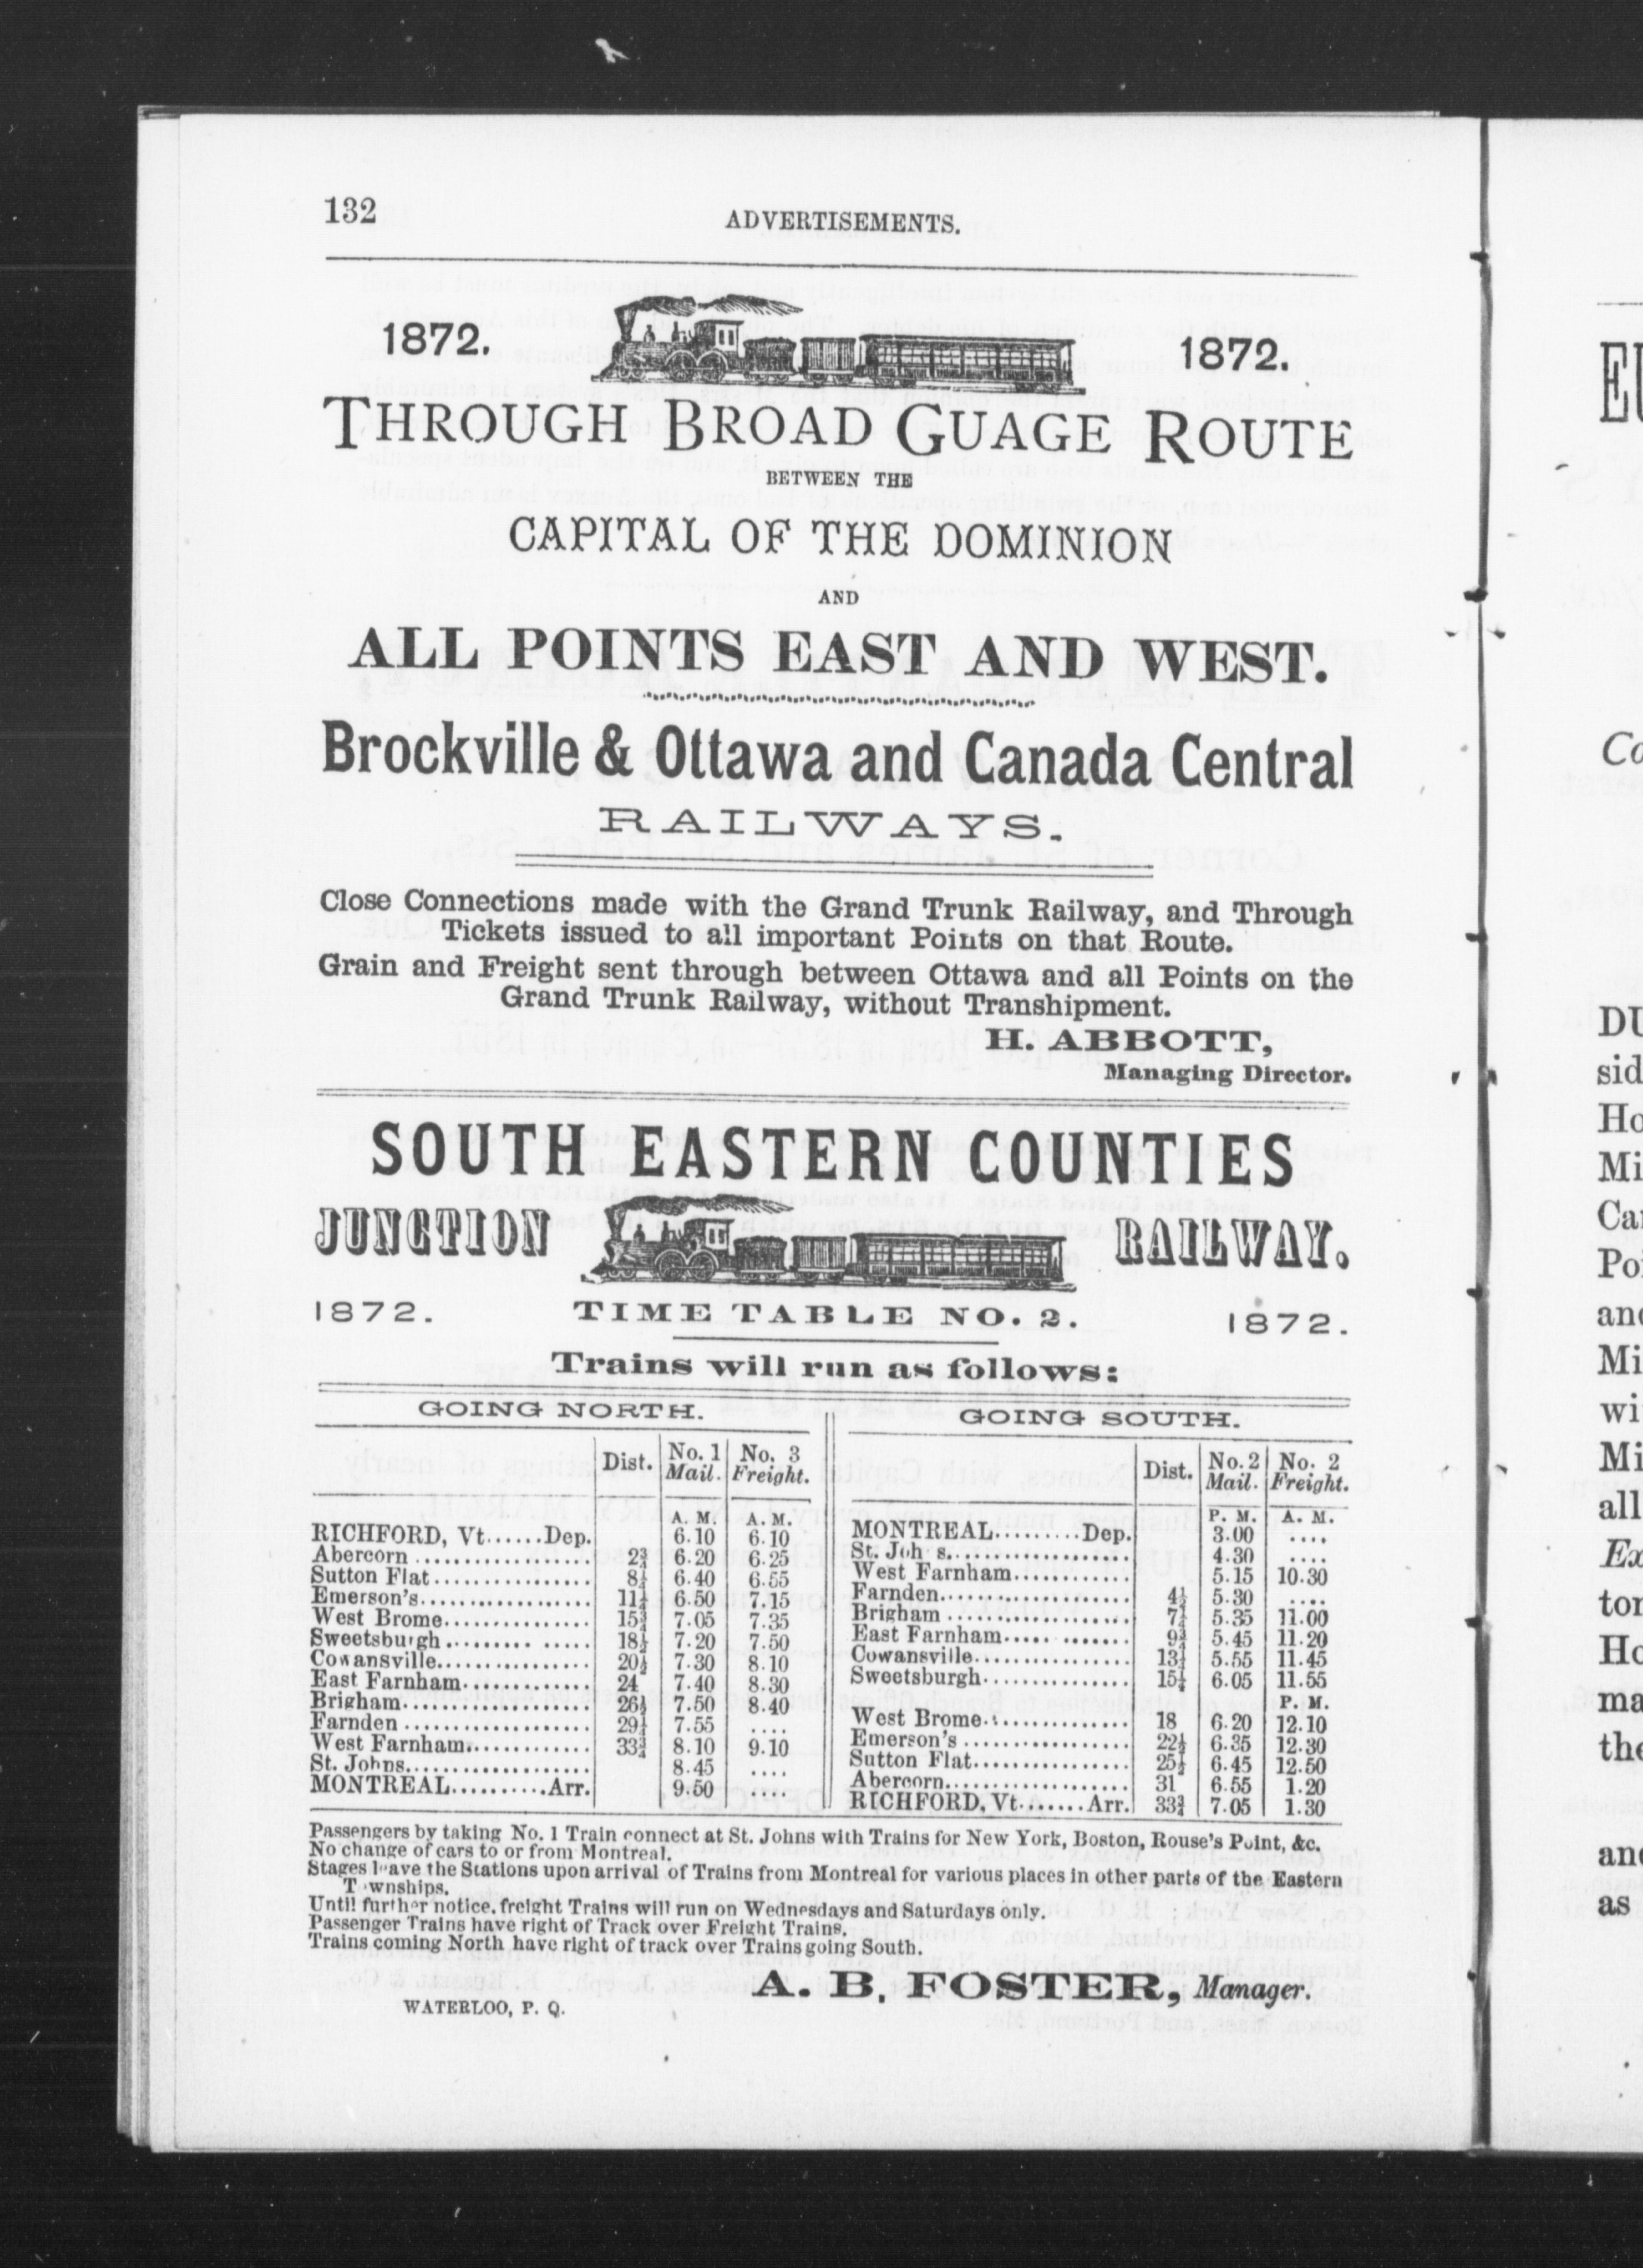 132
ADVERTISEMENTS.
1872. 1872.
THROUGH BROAD GUAGE ROUTE
BETWEEN THE
CAPITAL OF THE DOMINION
AND
ALL POINTS EAST AND WEST.
Brockville & Ottawa and Canada Central
RAILWAYS.
Close Connections made with the Grand Trunk Railway, and Through
Tickets issued to all important Points on that Route.
Grain and Freight sent through between Ottawa and all Points on the
Grand Trunk Railway, without Transhipment.
H. ABBOTT,
Managing Director.
SOUTH EASTERN COUNTIES
JUNCTION RAILWAY.
1872. TIME TABLE NO. 2. 1872.
Trains will run as follows:
GOING NORTH.
Dist. No. 1 Mail. No. 3 Freight.
A. M. A. M.
RICHFORD, Vt......Dep. 6.10 6.10
Abercorn 2¾ 6.20 6.25
Sutton Flat 8¼ 6.40 6.55
Emerson's 11¼ 6.50 7.15
West Brome 15¾ 7.05 7.35
Sweetsburgh 18½ 7.20 7.50
Cowansville 20½ 7.30 8.10
East Farnham 24 7.40 8.30
Brigham 26½ 7.50 8.40
Farnden 29¼ 7.55 ....
West Farnham 33¾ 8.10 9.10
St. Johns 8.45 ....
MONTREAL..........Arr. 9.50 ....
GOING SOUTH.
Dist. No. 2 Mail. No. 2 Freight.
P. M. A. M.
MONTREAL.........Dep. 3.00 ....
St. Joh s. 4.30 ....
West Farnham 5.15 10.30
Farnden 4½ 5.30 ....
Brigham 7¼ 5.35 11.00
East Farnham 9¾ 5.45 11.20
Cowansville 13¼ 5.55 11.45
Sweetsburgh 15¼ 6.05 11.55
P. M.
West Brome 18 6.20 12.10
Emerson's 22½ 6.35 12.30
Sutton Flat 25½ 6.45 12.50
Abercorn 31 6.55 1.20
RICHFORD, Vt.......Arr. 33¾ 7.05 1.30
Passengers by taking No. 1 Train connect at St. Johns with Trains for New York, Boston, Rouse's Point, &c.
No change of cars to or from Montreal.
Stages leave the Stations upon arrival of Trains from Montreal for various places in other parts of the Eastern
T wnships.
Until further notice, freight Trains will run on Wednesdays and Saturdays only.
Passenger Trains have right of Track over Freight Trains.
Trains coming North have right of track over Trains going South.
A. B. FOSTER, Manager.
WATERLOO, P. Q.